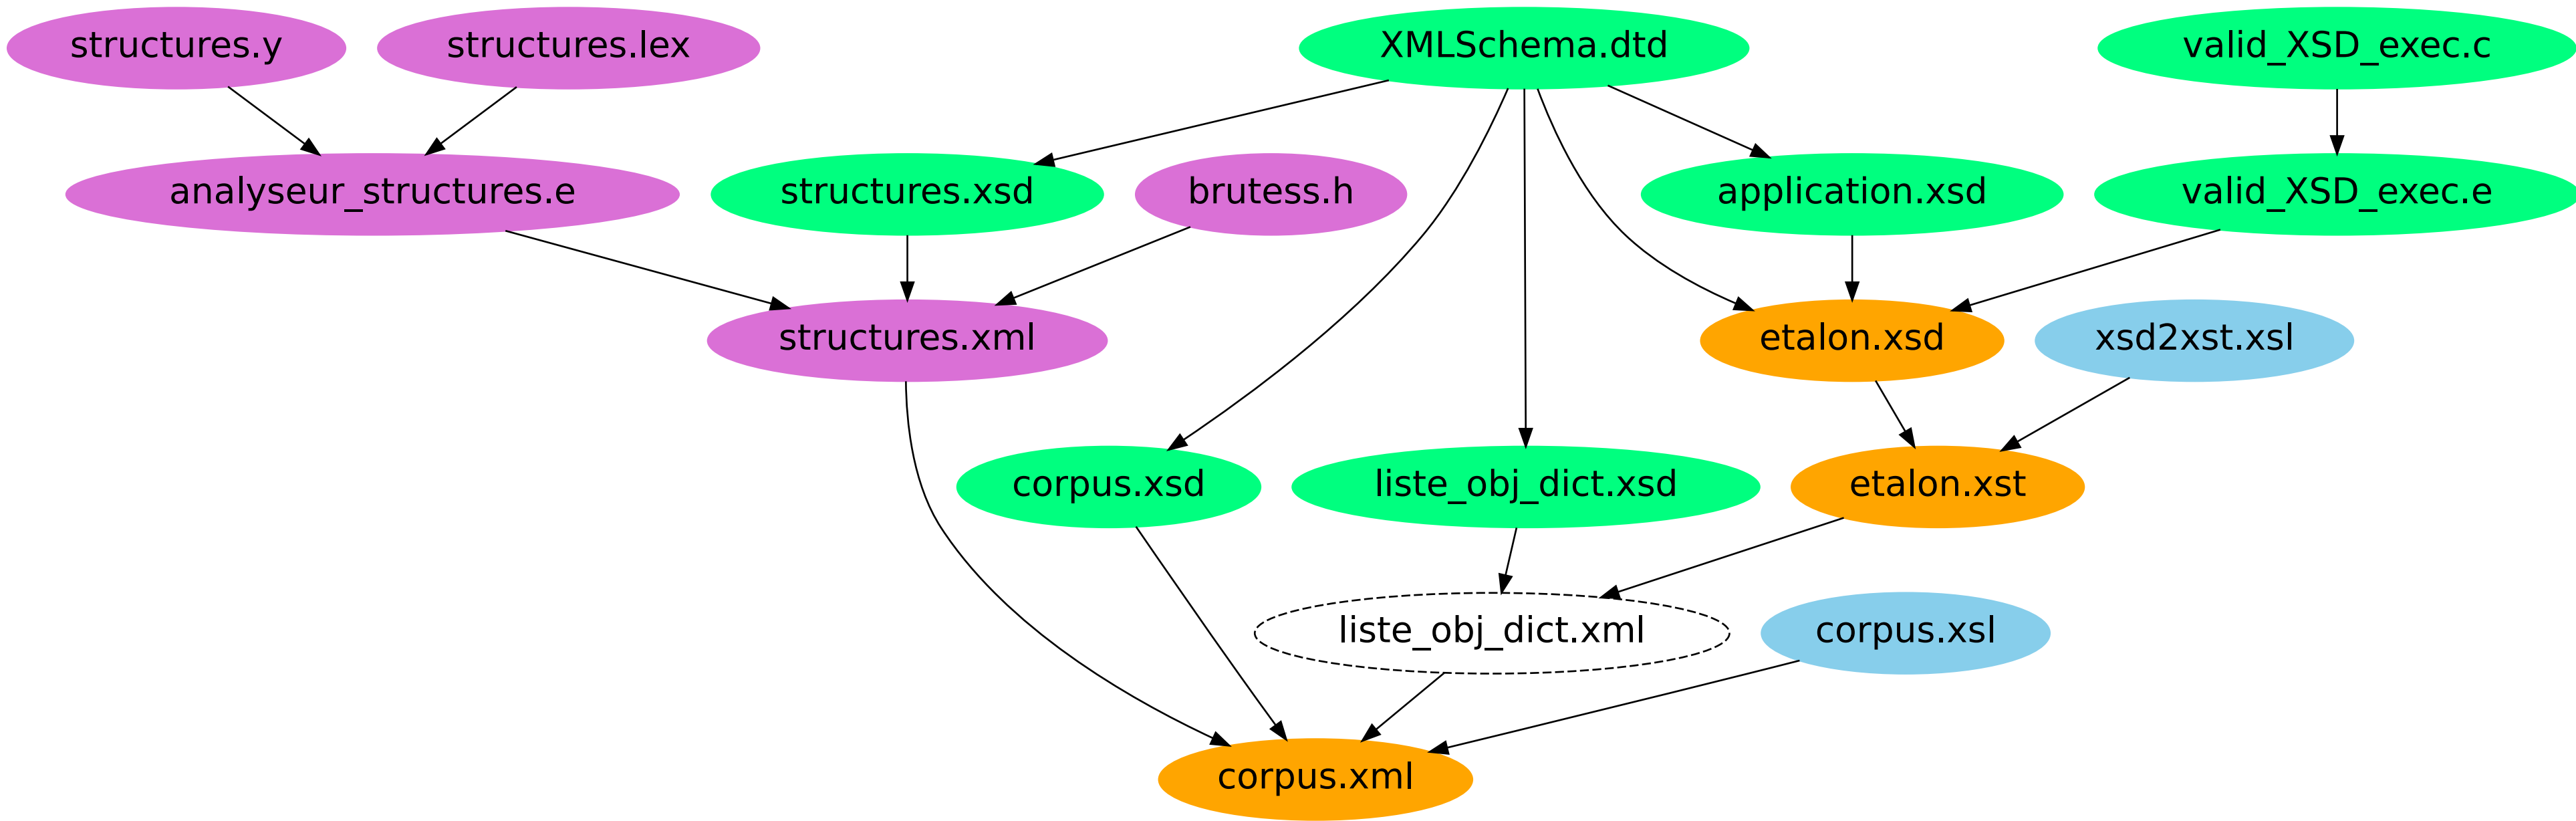 structures.y
structures.lex
XMLSchema.dtd
valid_XSD_exec.c
analyseur_structures.e
structures.xsd
brutess.h
application.xsd
valid_XSD_exec.e
structures.xml
etalon.xsd
xsd2xst.xsl
corpus.xsd
liste_obj_dict.xsd
etalon.xst
liste_obj_dict.xml
corpus.xsl
corpus.xml